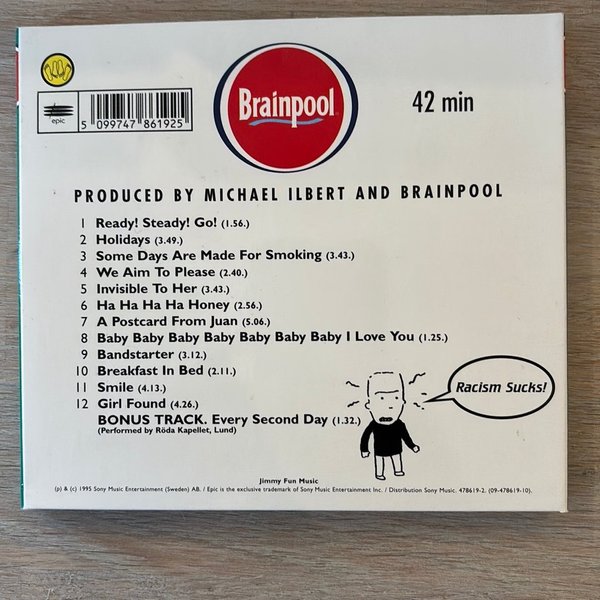 Brainpool
42 min
epic
5 099747 861925
PRODUCED BY MICHAEL ILBERT AND BRAINPOOL
1 Ready! Steady! Go! (1.56.)
2 Holidays (3.49.)
3 Some Days Are Made For Smoking (3.43.)
4 We Aim To Please (2.40.)
5 Invisible To Her (3.43.)
6 Ha Ha Ha Ha Honey (2.56.)
7 A Postcard From Juan (5.06.)
8 Baby Baby Baby Baby Baby Baby Baby I Love You (1.25.)
9 Bandstarter (3.12.)
10 Breakfast In Bed (2.11.)
11 Smile (4.13.)
12 Girl Found (4.26.)
BONUS TRACK. Every Second Day (1.32.)
(Performed by Röda Kapellet, Lund)
Racism Sucks!
Jimmy Fun Music
(p) & (c) 1995 Sony Music Entertainment (Sweden) AB. / Epic is the exclusive trademark of Sony Music Entertainment Inc. / Distribution Sony Music. 478619-2. (09-478619-10).